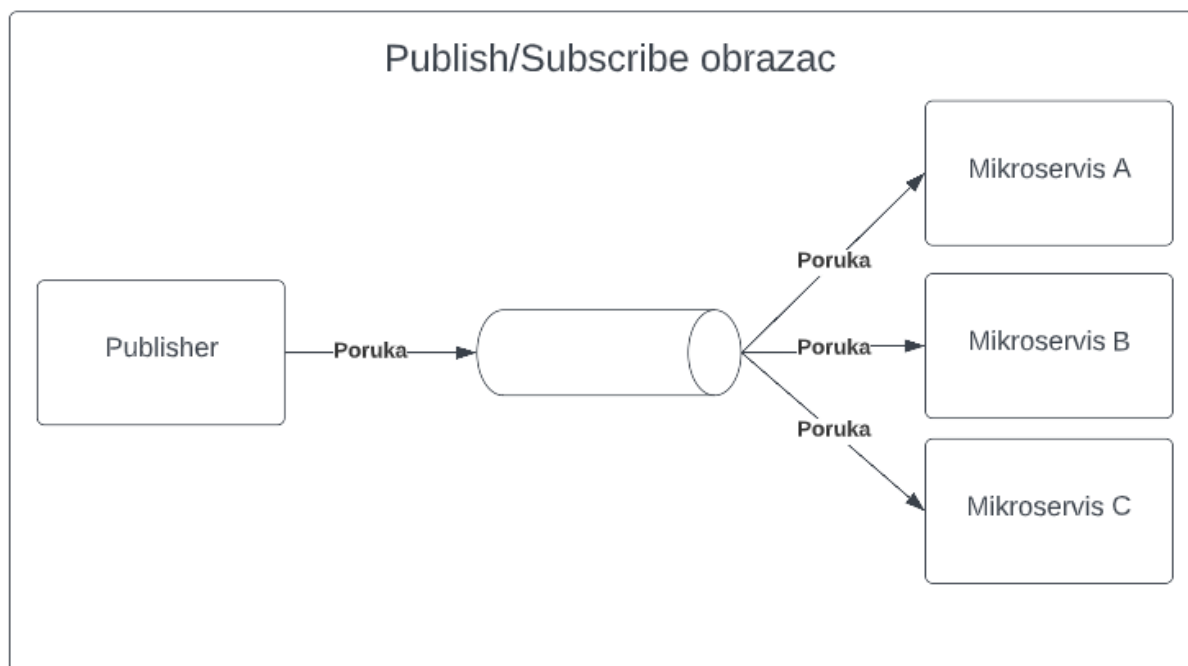 Publish/Subscribe obrazac
Mikroservis A
Poruka
Publisher
Poruka
Poruka
Mikroservis B
Poruka
Mikroservis C